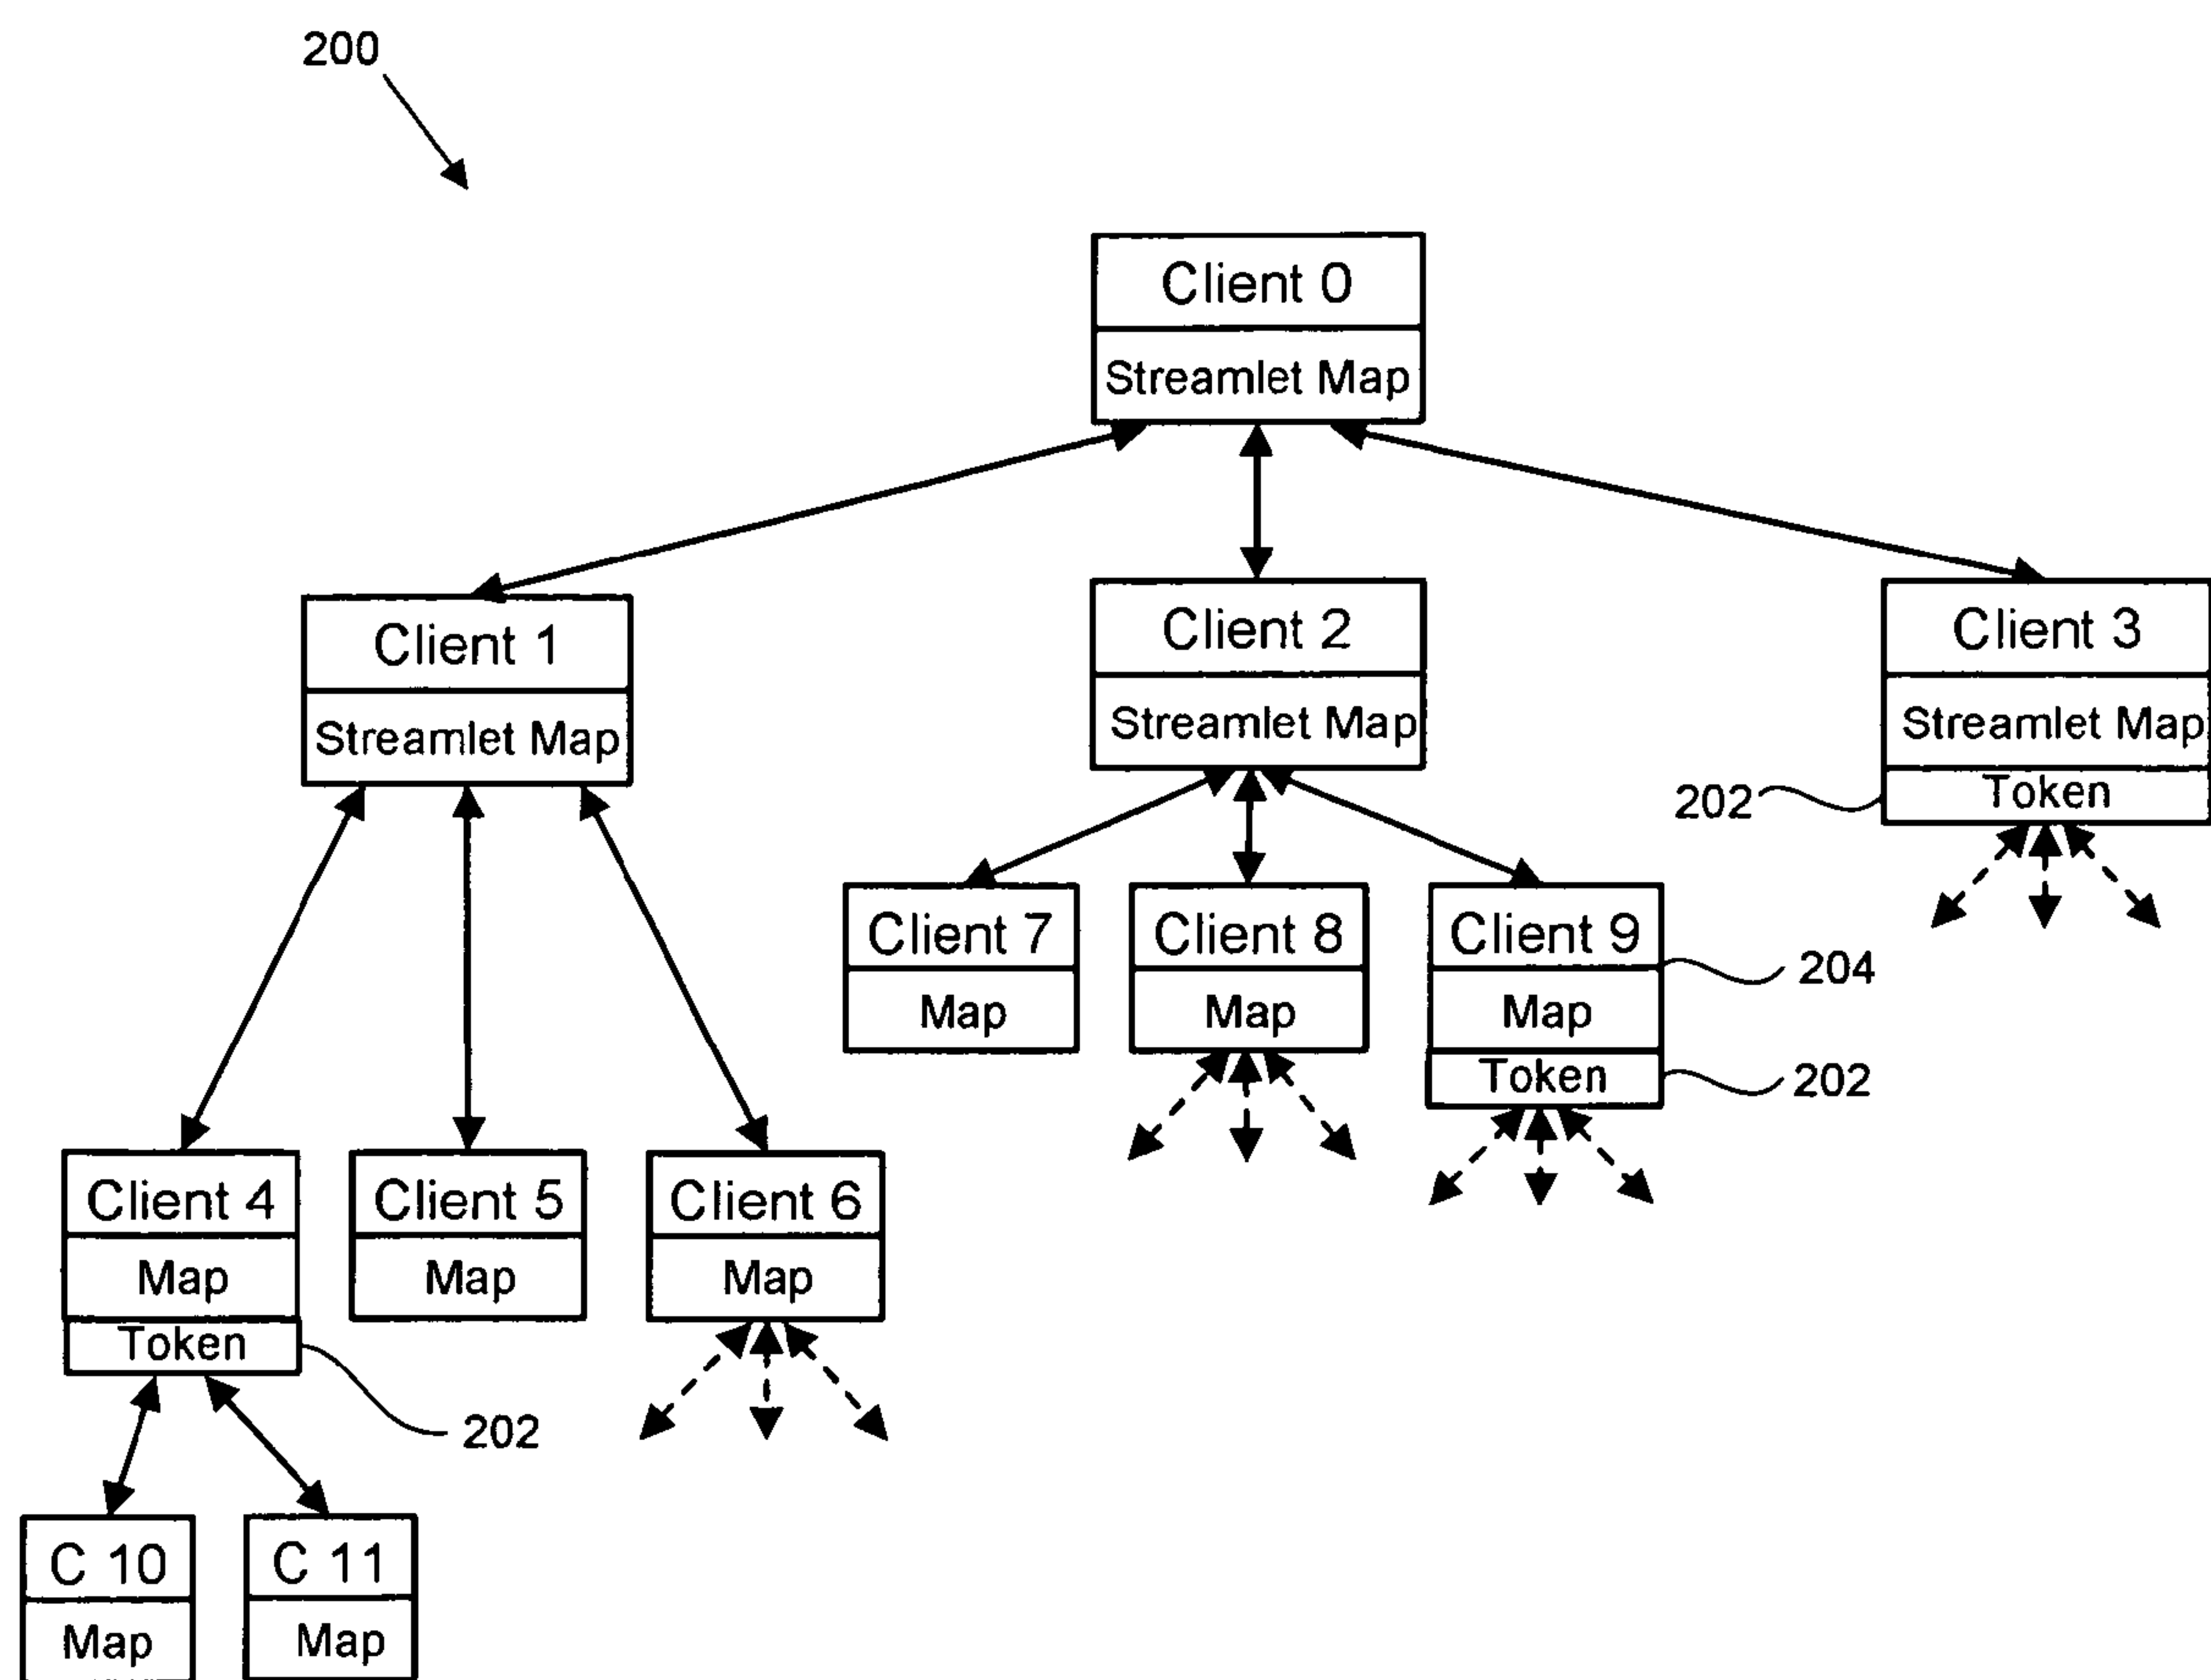 200
Client 0
Streamlet Map
Client 1
Streamlet Map
Client 2
Streamlet Map
Client 3
Streamlet Map
Token
202
Client 7
Map
Client 8
Map
Client 9
Map
Token
204
202
Client 4
Map
Token
202
Client 5
Map
Client 6
Map
C 10
Map
C 11
Map